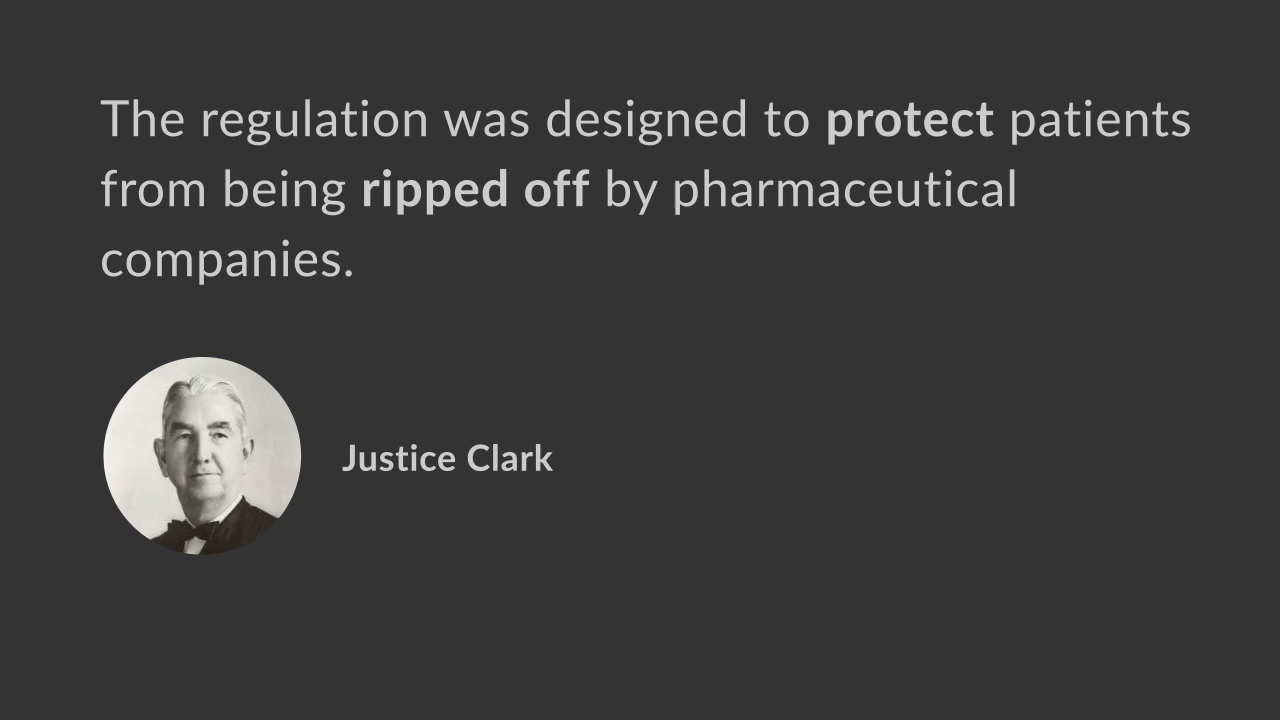 The regulation was designed to protect patients
from being ripped off by pharmaceutical
companies.
Justice Clark